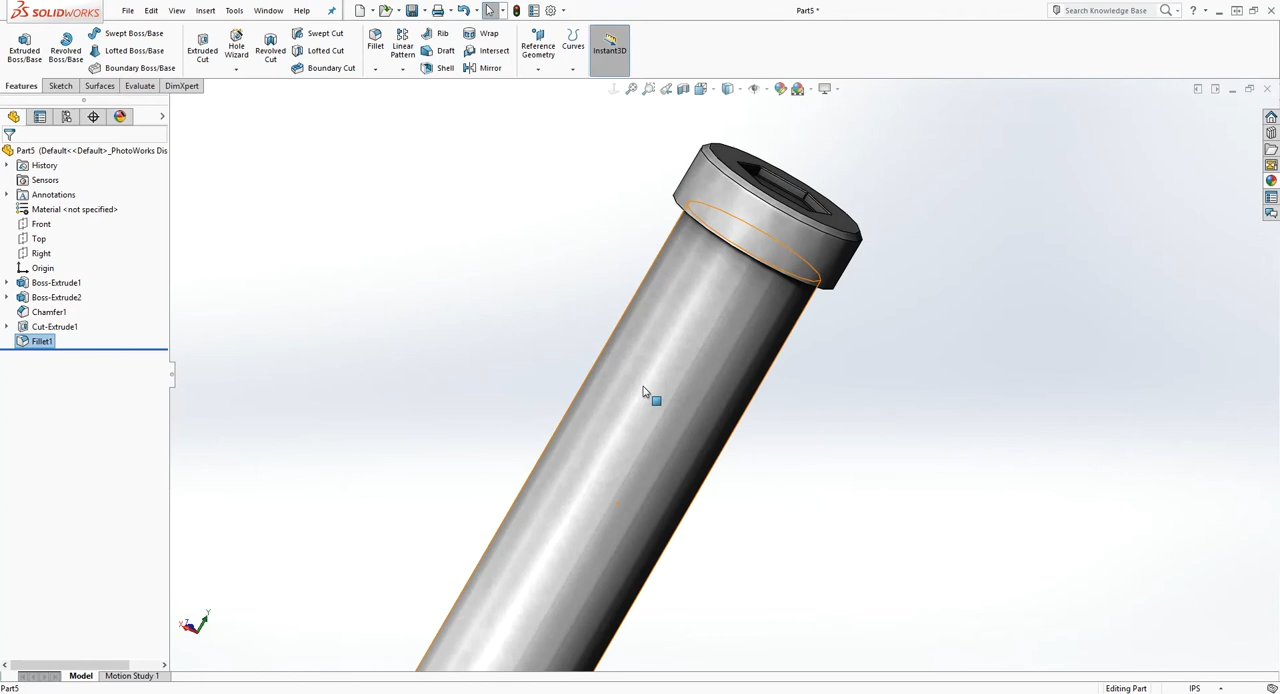 SOLIDWORKS File Edit View Insert Tools Window Help Part5 * Search Knowledge Base ?
Extruded Boss/Base
Revolved Boss/Base
Swept Boss/Base
Lofted Boss/Base
Boundary Boss/Base
Extruded Cut
Hole Wizard
Revolved Cut
Swept Cut
Lofted Cut
Boundary Cut
Fillet
Linear Pattern
Rib
Draft
Shell
Wrap
Intersect
Mirror
Reference Geometry
Curves
Instant3D
Features Sketch Surfaces Evaluate DimXpert
Part5 (Default<<Default>_PhotoWorks Dis
History
Sensors
Annotations
Material <not specified>
Front
Top
Right
Origin
Boss-Extrude1
Boss-Extrude2
Chamfer1
Cut-Extrude1
Fillet1
Y
X
Z
Model Motion Study 1
Part5 Editing Part IPS